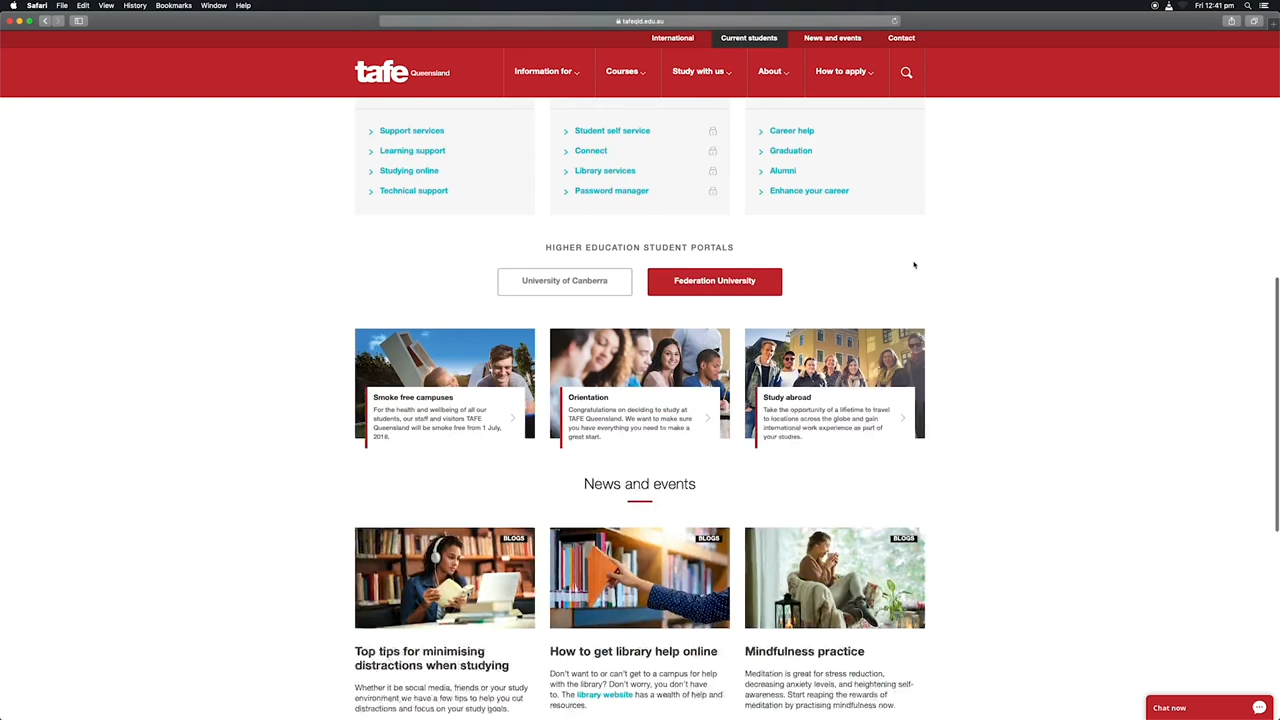 Safari File Edit View History Bookmarks Window Help Fri 12:41 pm
tafeqld.edu.au
International Current students News and events Contact
tafe Queensland Information for Courses Study with us About How to apply
Support services
Learning support
Studying online
Technical support
Student self service
Connect
Library services
Password manager
Career help
Graduation
Alumni
Enhance your career
HIGHER EDUCATION STUDENT PORTALS
University of Canberra Federation University
Smoke free campuses
For the health and wellbeing of all our
students, our staff and visitors TAFE
Queensland will be smoke free from 1 July,
2018.
Orientation
Congratulations on deciding to study at
TAFE Queensland. We want to make sure
you have everything you need to make a
great start.
Study abroad
Take the opportunity of a lifetime to travel
to locations across the globe and gain
international work experience as part of
your studies.
News and events
BLOGS
Top tips for minimising
distractions when studying
Whether it be social media, friends or your study
environment we have a few tips to help you cut
distractions and focus on your study goals.
BLOGS
How to get library help online
Don't want to or can't get to a campus for help
with the library? Don't worry, you don't have
to. The library website has a wealth of help and
resources.
BLOGS
Mindfulness practice
Meditation is great for stress reduction,
decreasing anxiety levels, and heightening self-
awareness. Start reaping the rewards of
meditation by practising mindfulness now.
Chat now